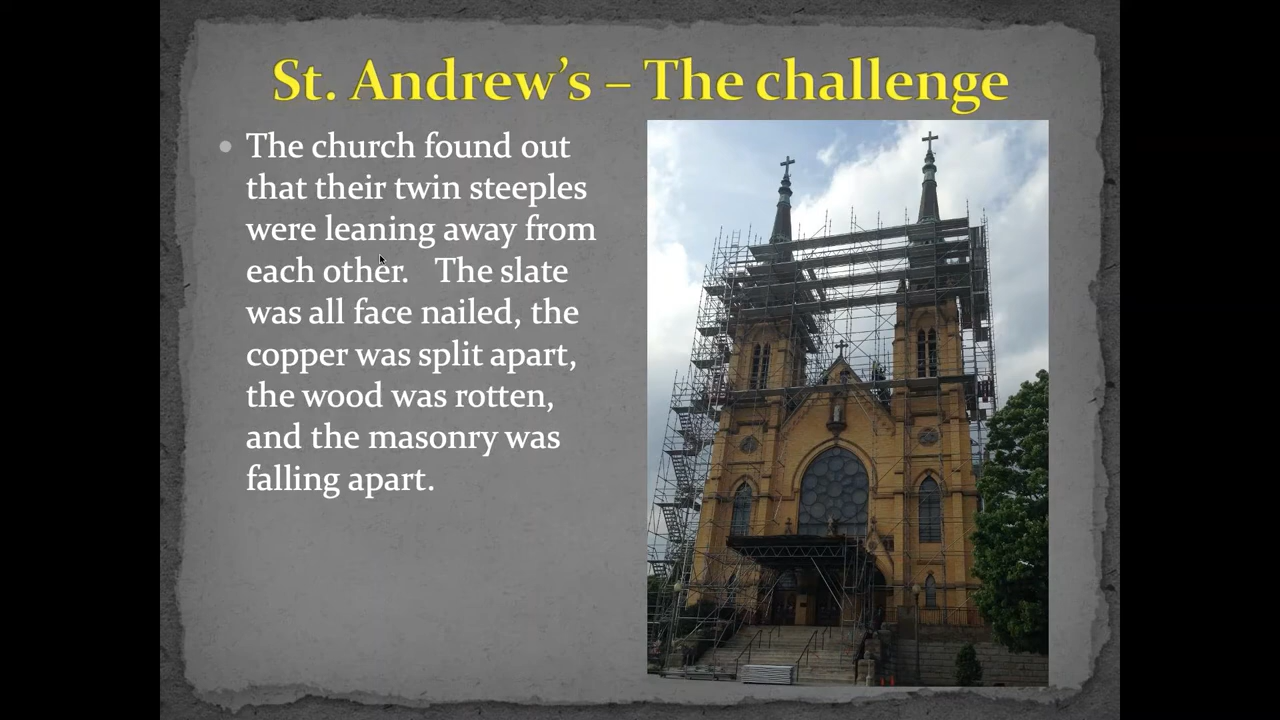 St. Andrew’s – The challenge
The church found out
that their twin steeples
were leaning away from
each other. The slate
was all face nailed, the
copper was split apart,
the wood was rotten,
and the masonry was
falling apart.